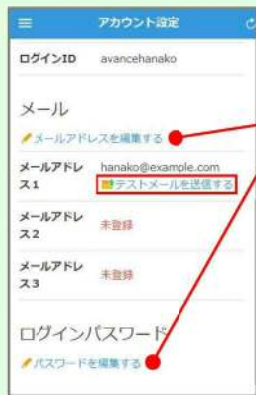 アカウント設定
ログインID avancehanako
メール
メールアドレスを編集する
メールアドレ hanako@example.com
ス1 テストメールを送信する
メールアドレ 未登録
ス2
メールアドレ 未登録
ス3
ログインパスワード
パスワードを編集する